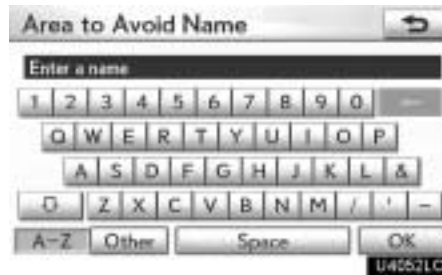 Area to Avoid Name
Enter a name
1 2 3 4 5 6 7 8 9 0
Q W E R T Y U I O P
A S D F G H J K L &
Z X C V B N M / ' -
A-Z Other Space OK
U4052LC